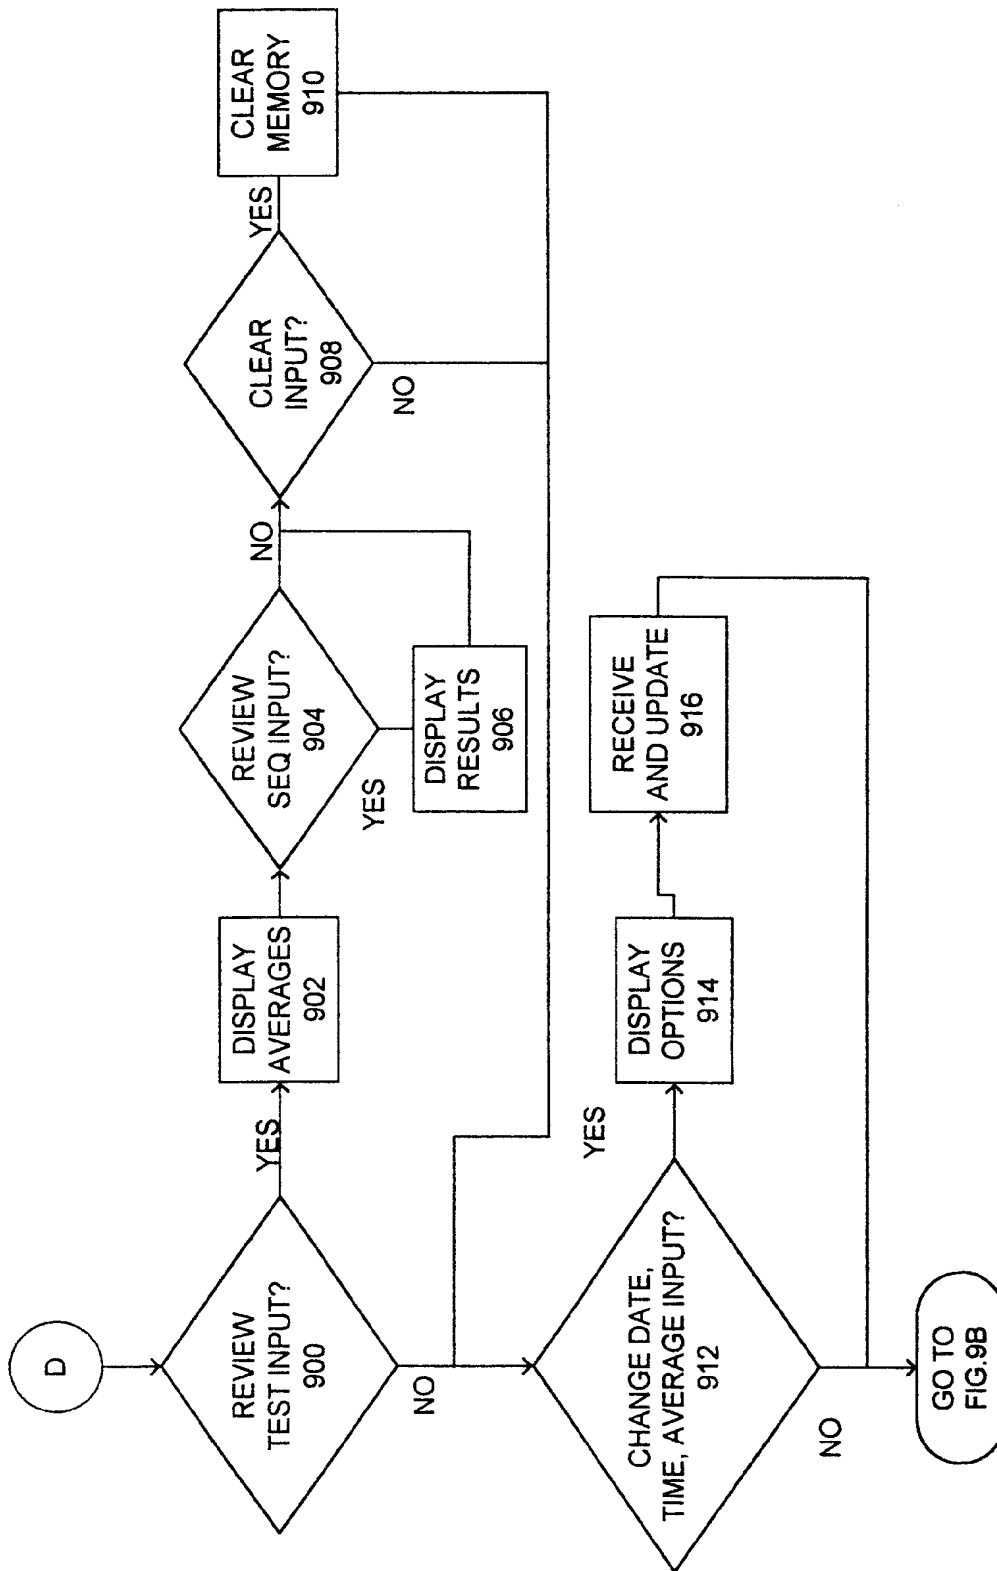 D
REVIEW
TEST INPUT?
900
YES
NO
DISPLAY
AVERAGES
902
REVIEW
SEQ INPUT?
904
NO
YES
DISPLAY
RESULTS
906
CLEAR
INPUT?
908
YES
NO
CLEAR
MEMORY
910
CHANGE DATE,
TIME, AVERAGE INPUT?
912
YES
NO
DISPLAY
OPTIONS
914
RECEIVE
AND UPDATE
916
GO TO
FIG.9B